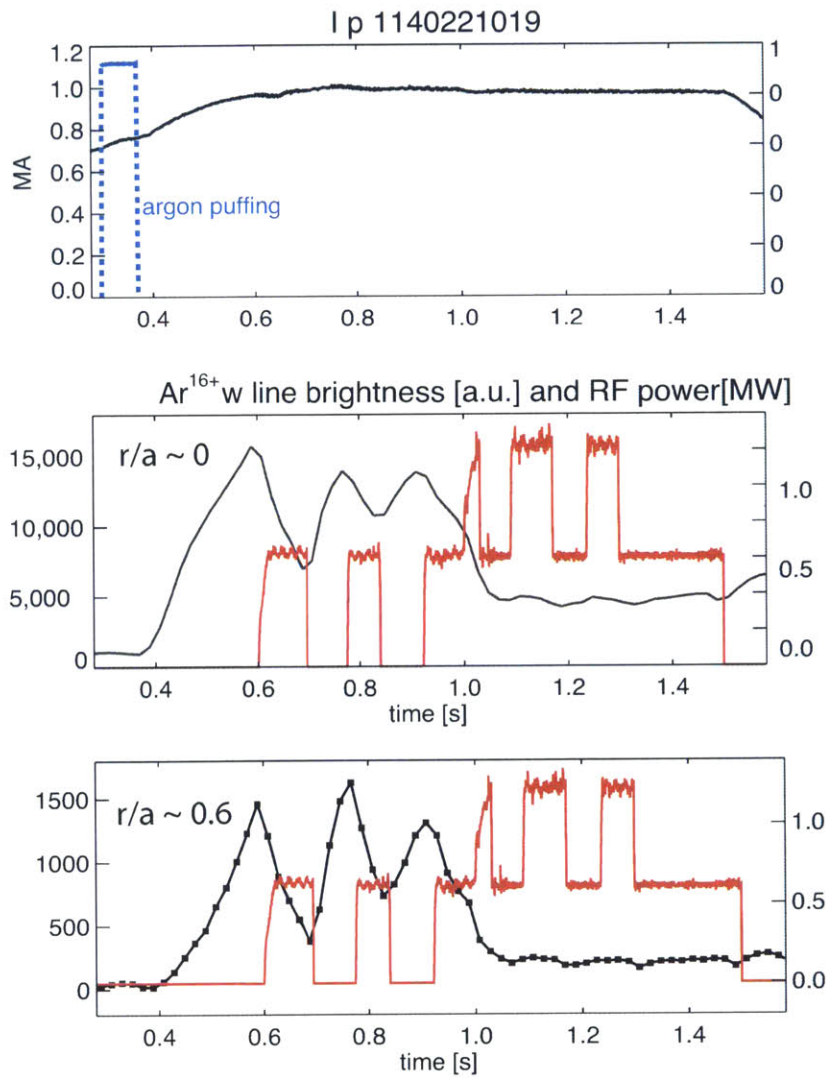 I p 1140221019
1.2
1.0
0.8
0.6
0.4
0.2
0.0
MA
argon puffing
1
0
0
0
0
0
0.4 0.6 0.8 1.0 1.2 1.4
Ar16+ w line brightness [a.u.] and RF power[MW]
r/a ~ 0
15,000
10,000
5,000
0
1.0
0.5
0.0
0.4 0.6 0.8 1.0 1.2 1.4
time [s]
r/a ~ 0.6
1500
1000
500
0
1.0
0.5
0.0
0.4 0.6 0.8 1.0 1.2 1.4
time [s]